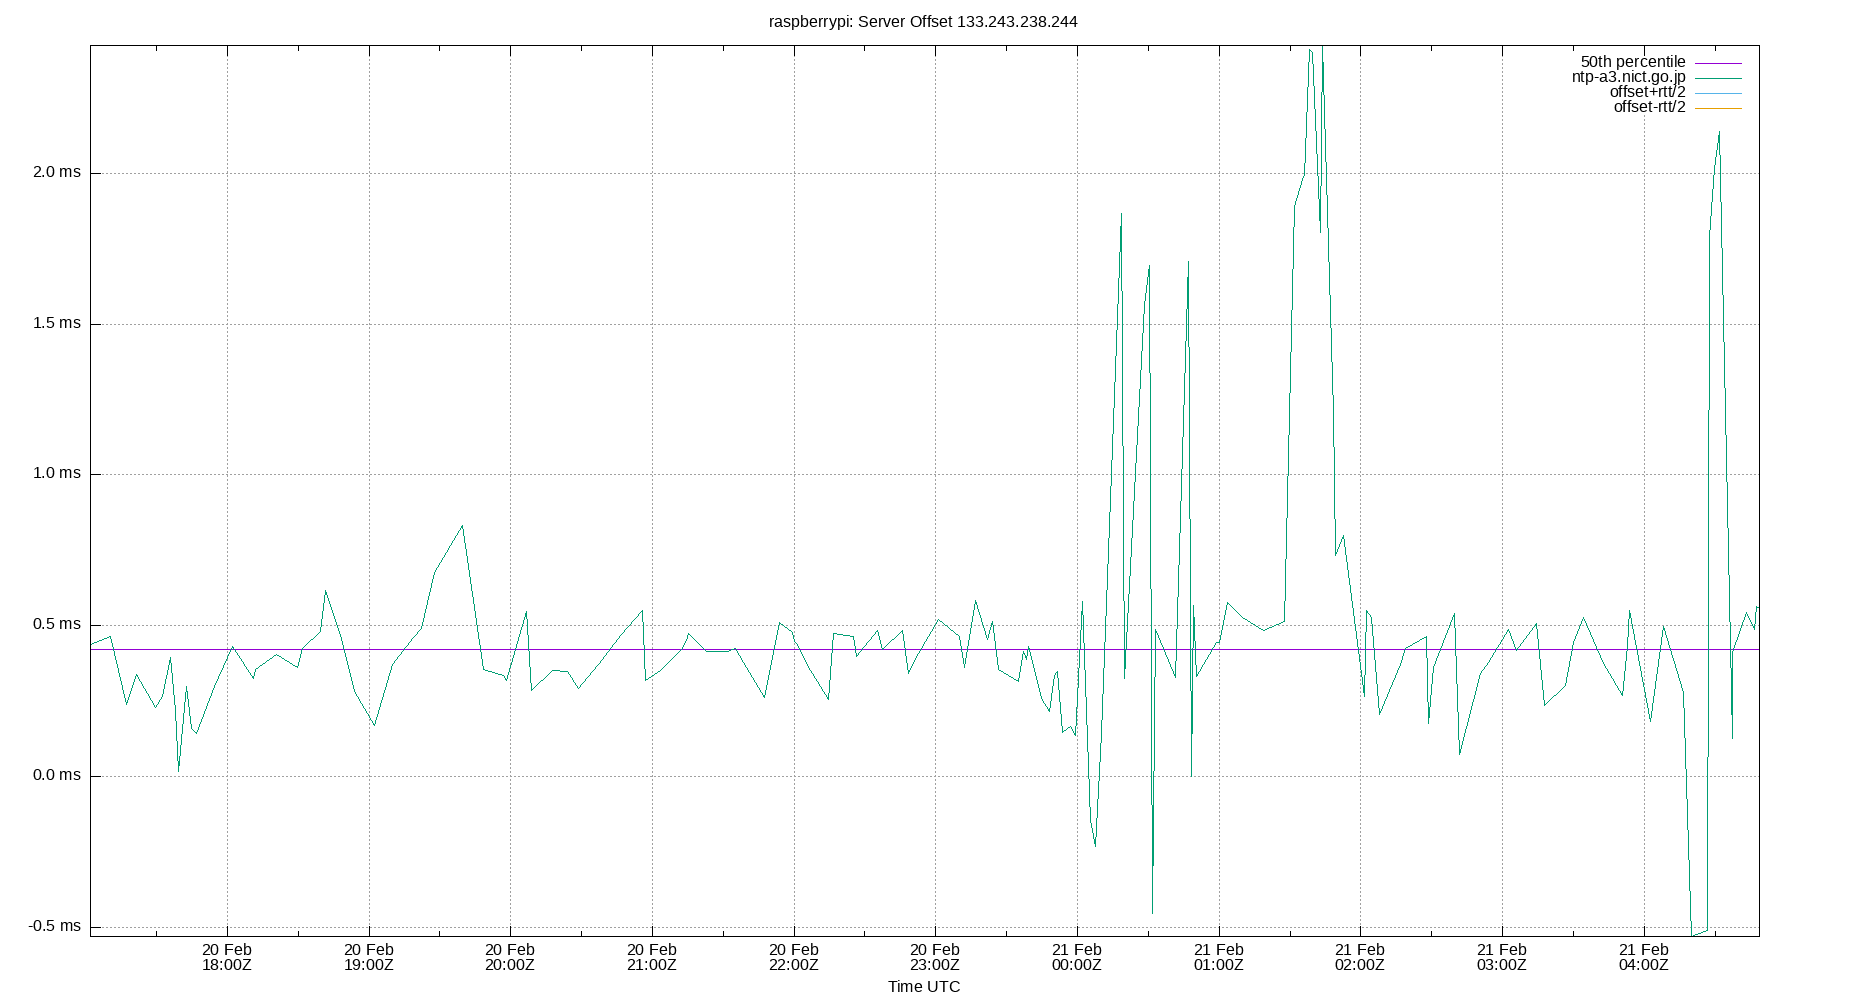 raspberrypi: Server Offset 133.243.238.244
50th percentile
ntp-a3.nict.go.jp
offset+rtt/2
offset-rtt/2
2.0 ms
1.5 ms
1.0 ms
0.5 ms
0.0 ms
-0.5 ms
20 Feb 20 Feb 20 Feb 20 Feb 20 Feb 20 Feb 21 Feb 21 Feb 21 Feb 21 Feb 21 Feb
18:00Z 19:00Z 20:00Z 21:00Z 22:00Z 23:00Z 00:00Z 01:00Z 02:00Z 03:00Z 04:00Z
Time UTC